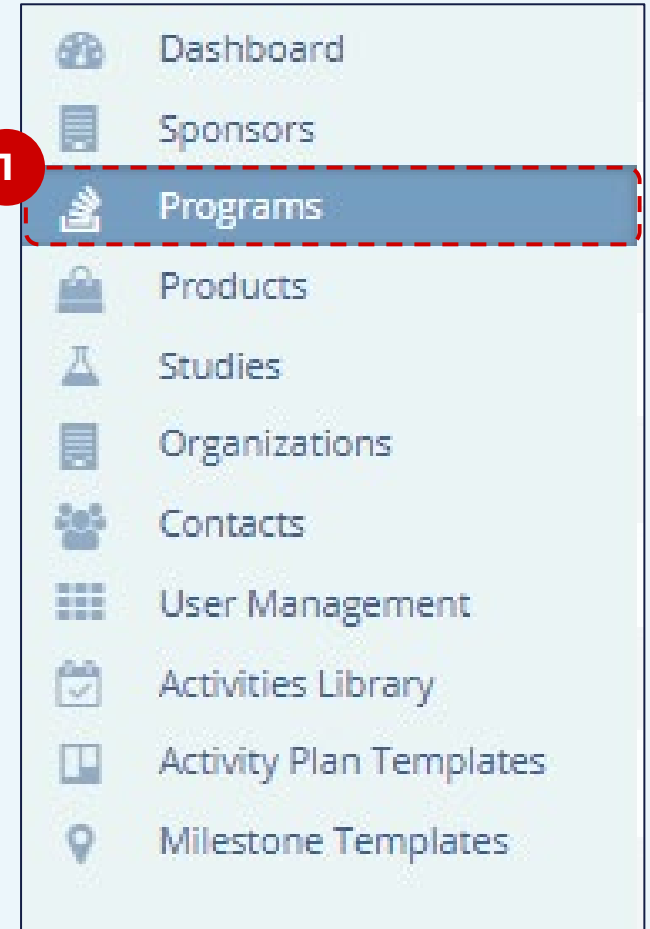 Dashboard
Sponsors
1
Programs
Products
Studies
Organizations
Contacts
User Management
Activities Library
Activity Plan Templates
Milestone Templates